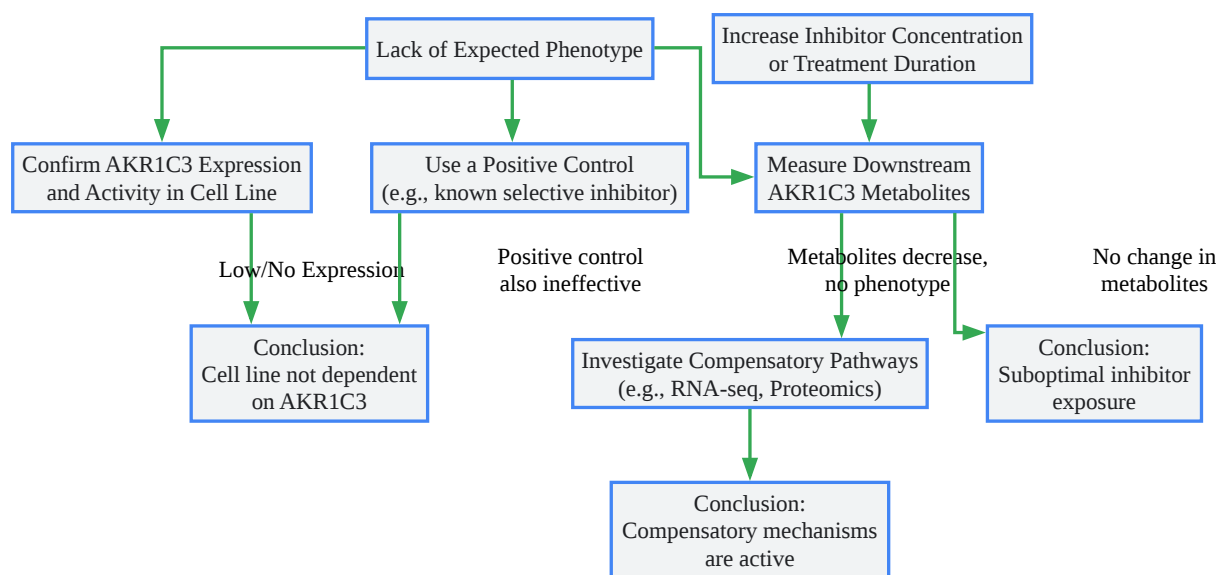 Lack of Expected Phenotype
Increase Inhibitor Concentration
or Treatment Duration
Confirm AKR1C3 Expression
and Activity in Cell Line
Use a Positive Control
(e.g., known selective inhibitor)
Measure Downstream
AKR1C3 Metabolites
Low/No Expression
Positive control
also ineffective
Metabolites decrease,
no phenotype
No change in
metabolites
Conclusion:
Cell line not dependent
on AKR1C3
Investigate Compensatory Pathways
(e.g., RNA-seq, Proteomics)
Conclusion:
Suboptimal inhibitor
exposure
Conclusion:
Compensatory mechanisms
are active